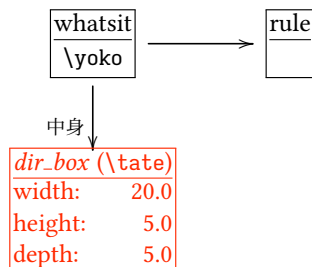 whatsit
\yoko
rule
中身
dir_box (\tate)
width: 20.0
height: 5.0
depth: 5.0